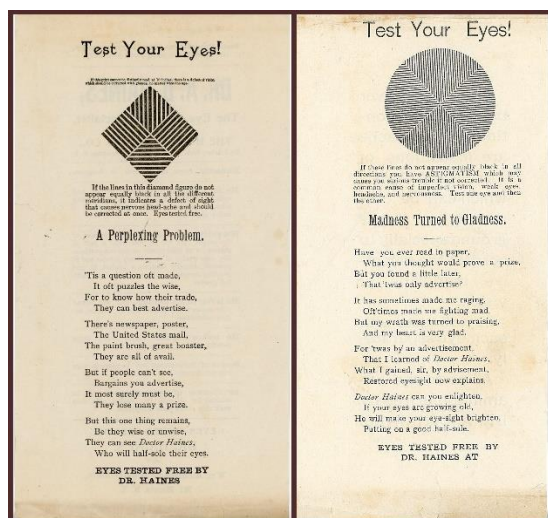 Test Your Eyes!
If the lines in this diamond figure do not
appear equally black in all the different
meridians, it indicates a defect of sight
that causes nervous head-ache and should
be corrected at once. Eyes tested free.
A Perplexing Problem.
'Tis a question oft made,
It oft puzzles the wise,
For to know how their trade,
They can best advertise.
There's newspaper, poster,
The United States mail,
The paint brush, great boaster,
They are all of avail.
But if people can't see,
Bargains you advertise,
It most surely must be,
They lose many a prize.
But this one thing remains,
Be they wise or unwise,
They can see Doctor Haines,
Who will half-sole their eyes.
EYES TESTED FREE BY
DR. HAINES
Test Your Eyes!
If these lines do not appear equally black in all
directions you have ASTIGMATISM which may
cause you serious trouble if not corrected. It is a
common cause of imperfect vision, weak eyes,
headache, and nervousness. Test one eye and then
the other.
Madness Turned to Gladness.
Have you ever read in paper,
What you thought would prove a prize,
But you found a little later,
That 'twas only advertise?
It has sometimes made me raging,
Oft'times made me fighting mad,
But my wrath was turned to praising,
And my heart is very glad.
For 'twas by an advertisement,
That I learned of Doctor Haines,
What I gained, sir, by advisement,
Restored eyesight now explains.
Doctor Haines can you enlighten,
If your eyes are growing old,
He will make your eye-sight brighten,
Putting on a good half-sole.
EYES TESTED FREE BY
DR. HAINES AT